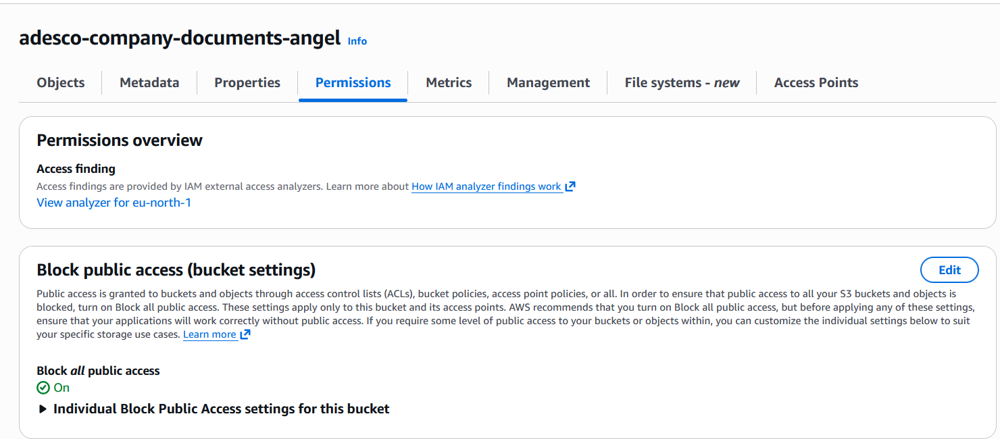 adesco-company-documents-angel Info
Objects Metadata Properties Permissions Metrics Management File systems - new Access Points
Permissions overview
Access finding
Access findings are provided by IAM external access analyzers. Learn more about How IAM analyzer findings work
View analyzer for eu-north-1
Block public access (bucket settings) Edit
Public access is granted to buckets and objects through access control lists (ACLs), bucket policies, access point policies, or all. In order to ensure that public access to all your S3 buckets and objects is
blocked, turn on Block all public access. These settings apply only to this bucket and its access points. AWS recommends that you turn on Block all public access, but before applying any of these settings,
ensure that your applications will work correctly without public access. If you require some level of public access to your buckets or objects within, you can customize the individual settings below to suit
your specific storage use cases. Learn more
Block all public access
On
Individual Block Public Access settings for this bucket